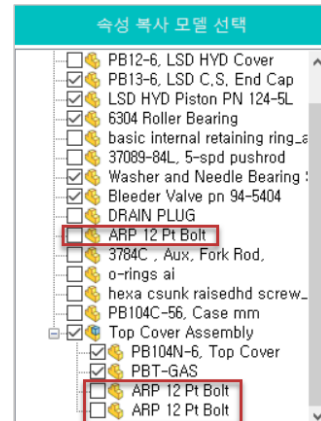 속성 복사 모델 선택
PB12-6, LSD HYD Cover
PB13-6, LSD C,S, End Cap
LSD HYD Piston PN 124-5L
6304 Roller Bearing
basic internal retaining ring_a
37089-84L, 5-spd pushrod
Washer and Needle Bearing
Bleeder Valve pn 94-5404
DRAIN PLUG
ARP 12 Pt Bolt
3784C , Aux, Fork Rod,
o-rings ai
hexa csunk raisedhd screw_
PB104C-56, Case mm
Top Cover Assembly
PB104N-6, Top Cover
PBT-GAS
ARP 12 Pt Bolt
ARP 12 Pt Bolt